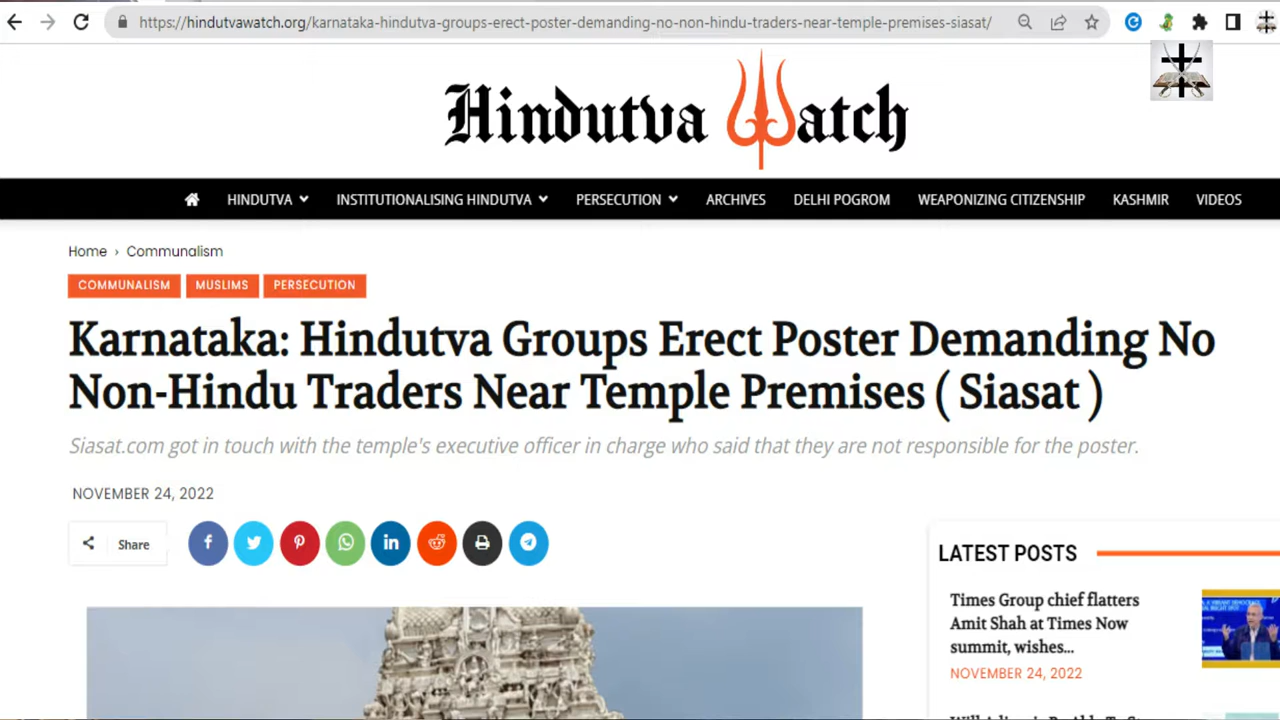 https://hindutvawatch.org/karnataka-hindutva-groups-erect-poster-demanding-no-non-hindu-traders-near-temple-premises-siasat/
Hindutva Watch
HINDUTVA INSTITUTIONALISING HINDUTVA PERSECUTION ARCHIVES DELHI POGROM WEAPONIZING CITIZENSHIP KASHMIR VIDEOS
Home › Communalism
COMMUNALISM MUSLIMS PERSECUTION
Karnataka: Hindutva Groups Erect Poster Demanding No
Non-Hindu Traders Near Temple Premises ( Siasat )
Siasat.com got in touch with the temple's executive officer in charge who said that they are not responsible for the poster.
NOVEMBER 24, 2022
Share
LATEST POSTS
Times Group chief flatters
Amit Shah at Times Now
summit, wishes...
NOVEMBER 24, 2022